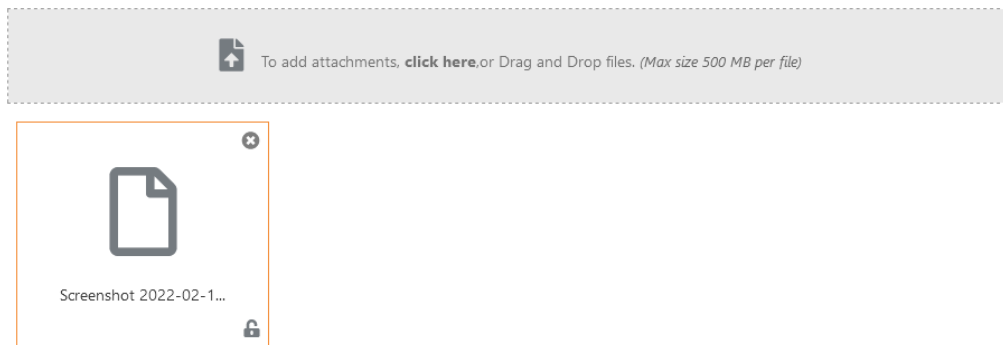 To add attachments, click here,or Drag and Drop files. (Max size 500 MB per file)
Screenshot 2022-02-1...